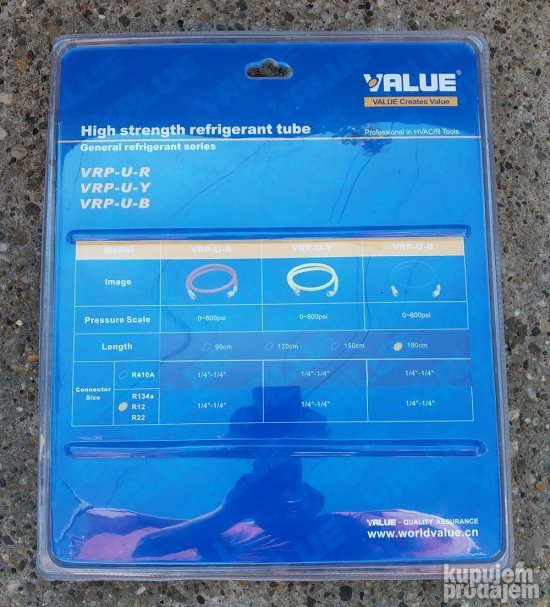 VALUE®
VALUE Creates Value
High strength refrigerant tube
Professional in HVAC/R Tools
General refrigerant series
VRP-U-R
VRP-U-Y
VRP-U-B
Model VRP-U-R VRP-U-Y VRP-U-B
Image
Pressure Scale 0~800psi 0~800psi 0~800psi
Length 90cm 120cm 150cm 180cm
Connector Size
R410A 1/4"-1/4" 1/4"-1/4" 1/4"-1/4"
R134a
R12 1/4"-1/4" 1/4"-1/4" 1/4"-1/4"
R22
VALUE · QUALITY ASSURANCE
www.worldvalue.cn
kupujem
prodajem